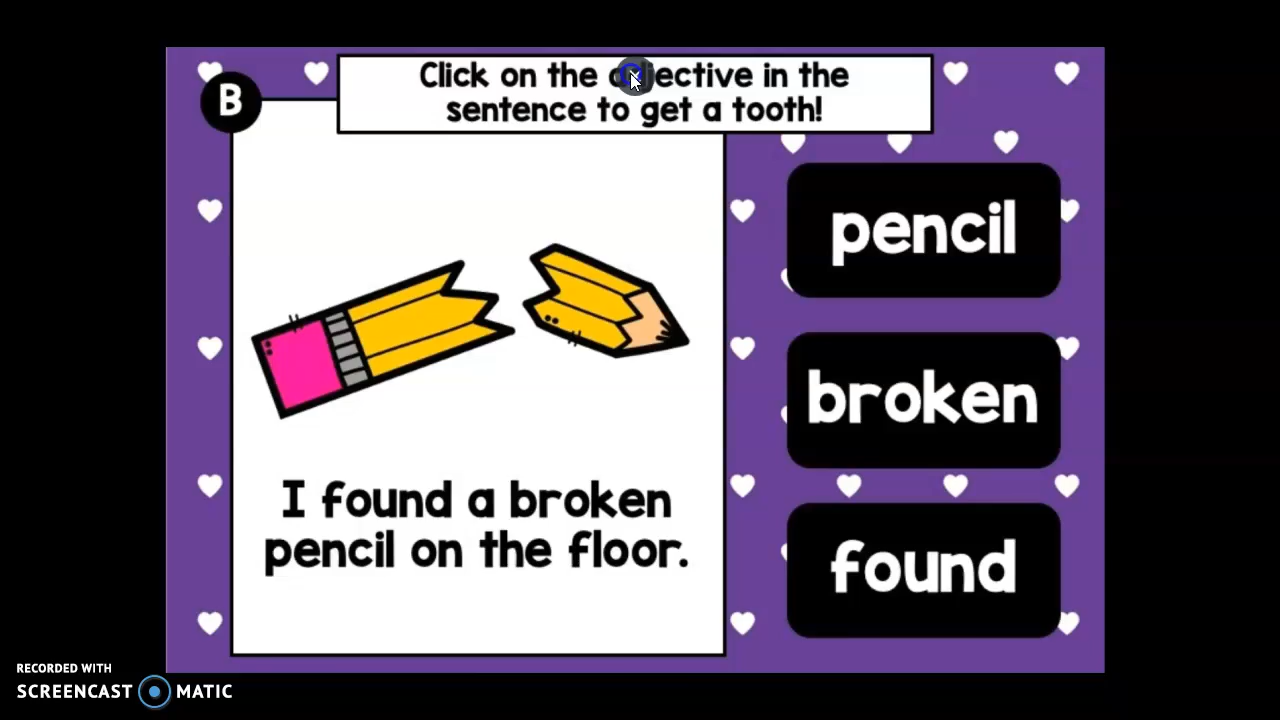 B
Click on the adjective in the
sentence to get a tooth!
pencil
broken
found
I found a broken
pencil on the floor.
RECORDED WITH
SCREENCAST MATIC